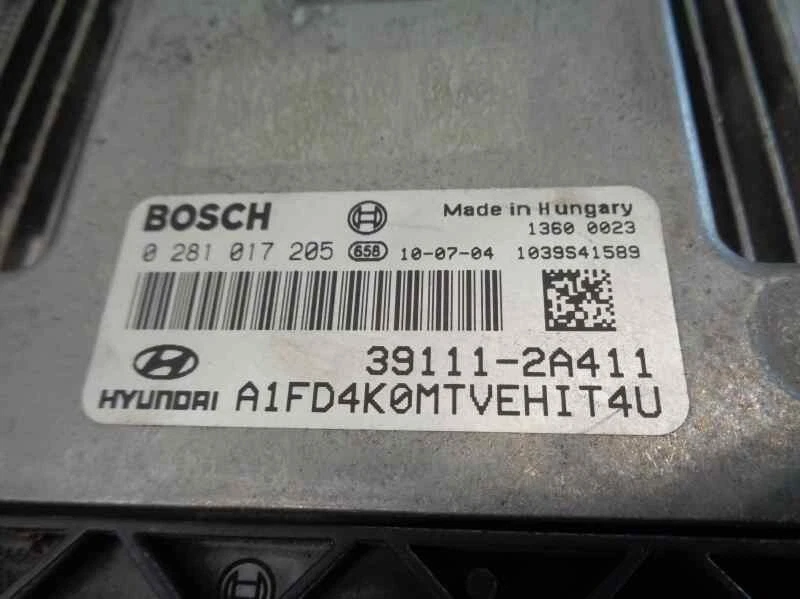 BOSCH Made in Hungary
1360 0023
0 281 017 205 658 10-07-04 1039S41589
39111-2A411
HYUNDAI A1FD4K0MTVEHIT4U